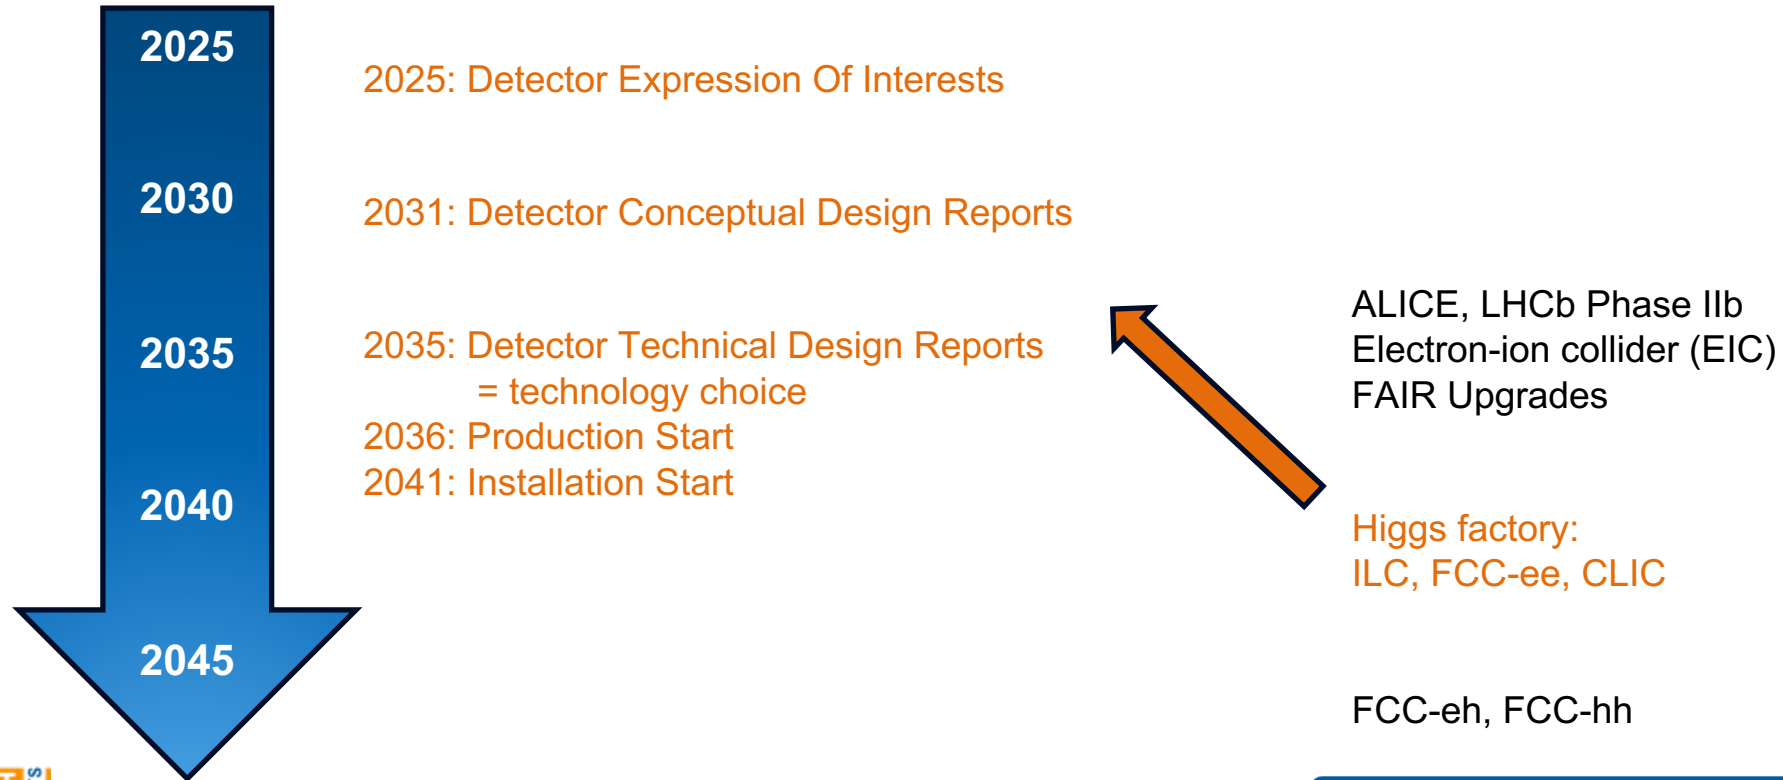 2025
2030
2035
2040
2045
2025: Detector Expression Of Interests
2031: Detector Conceptual Design Reports
2035: Detector Technical Design Reports
= technology choice
2036: Production Start
2041: Installation Start
ALICE, LHCb Phase IIb
Electron-ion collider (EIC)
FAIR Upgrades
Higgs factory:
ILC, FCC-ee, CLIC
FCC-eh, FCC-hh